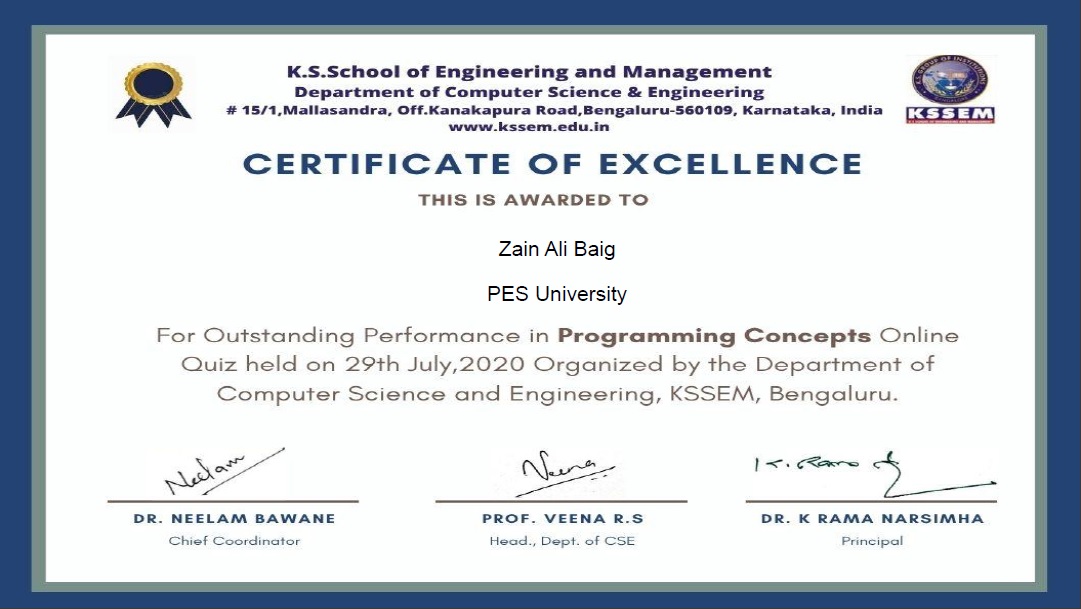 K.S.School of Engineering and Management
Department of Computer Science & Engineering
# 15/1,Mallasandra, Off.Kanakapura Road,Bengaluru-560109, Karnataka, India
www.kssem.edu.in
K.S. GROUP OF INSTITUTIONS
KSSEM
CERTIFICATE OF EXCELLENCE
THIS IS AWARDED TO
Zain Ali Baig
PES University
For Outstanding Performance in Programming Concepts Online
Quiz held on 29th July,2020 Organized by the Department of
Computer Science and Engineering, KSSEM, Bengaluru.
Neelam
Veena
K. Rama
DR. NEELAM BAWANE
PROF. VEENA R.S
DR. K RAMA NARSIMHA
Chief Coordinator
Head., Dept. of CSE
Principal